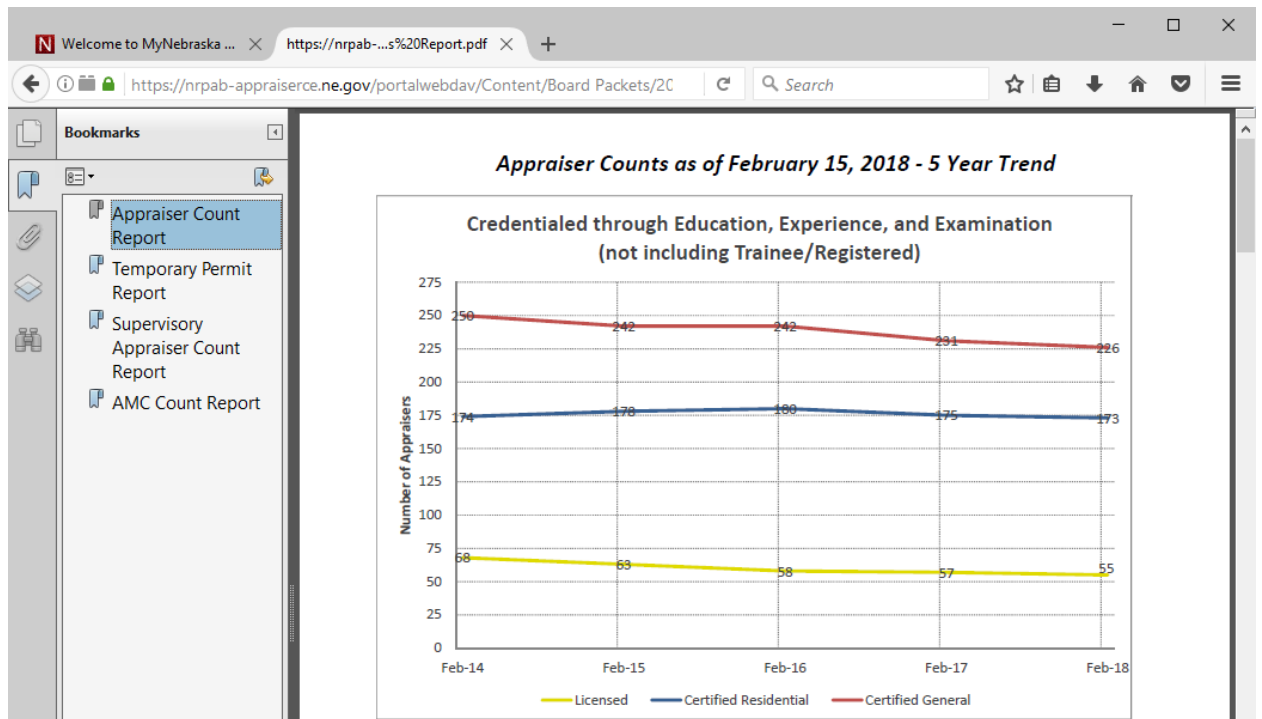 N Welcome to MyNebraska ...
https://nrpab-...s%20Report.pdf
https://nrpab-appraiserce.ne.gov/portalwebdav/Content/Board Packets/20
Search
Bookmarks
Appraiser Count
Report
Temporary Permit
Report
Supervisory
Appraiser Count
Report
AMC Count Report
Appraiser Counts as of February 15, 2018 - 5 Year Trend
Credentialed through Education, Experience, and Examination
(not including Trainee/Registered)
Number of Appraisers
275
250
225
200
175
150
125
100
75
50
25
0
250 242 242 231 226
174 178 180 175 173
68 63 58 57 55
Feb-14 Feb-15 Feb-16 Feb-17 Feb-18
Licensed Certified Residential Certified General